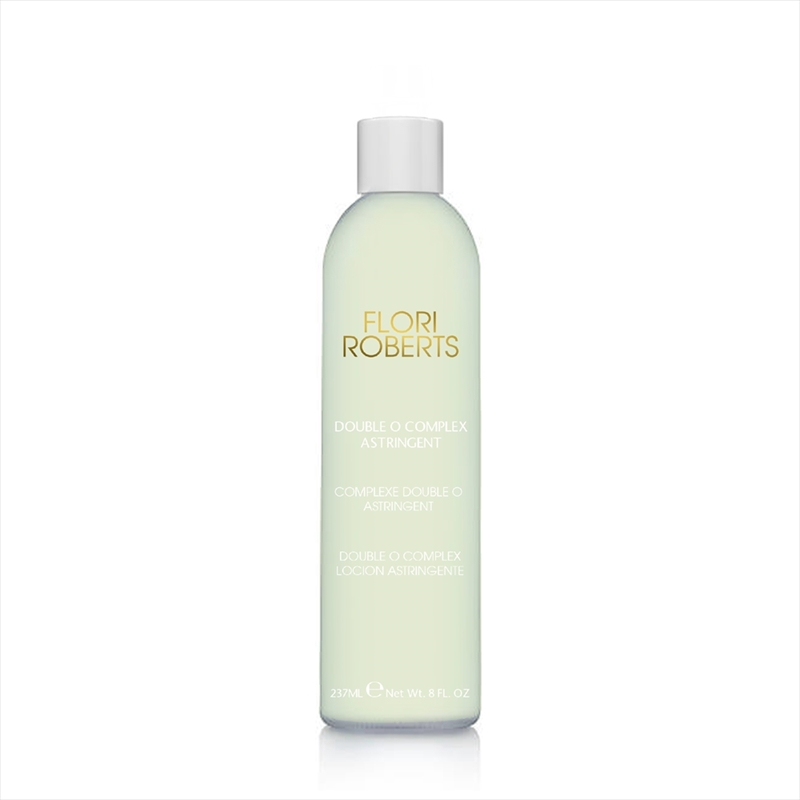 FLORI
ROBERTS
DOUBLE O COMPLEX
ASTRINGENT
COMPLEXE DOUBLE O
ASTRINGENT
DOUBLE O COMPLEX
LOCION ASTRINGENTE
237ML ℮ Net Wt. 8 FL. OZ